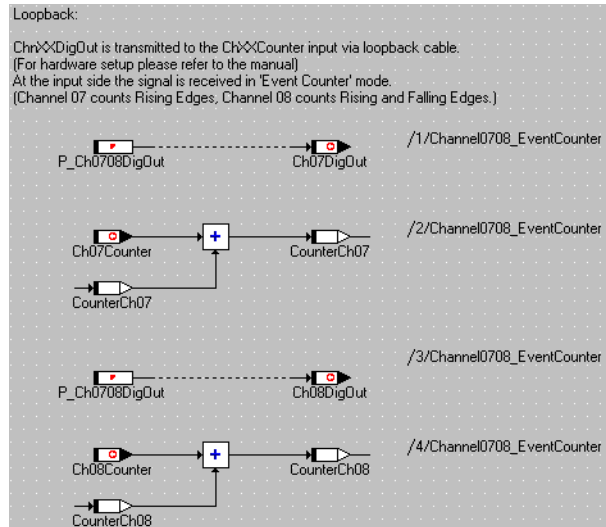 Loopback:
ChnXXDigOut is transmitted to the ChXXCounter input via loopback cable.
(For hardware setup please refer to the manual)
At the input side the signal is received in 'Event Counter' mode.
(Channel 07 counts Rising Edges, Channel 08 counts Rising and Falling Edges.)
/1/Channel0708_EventCounter
P_Ch0708DigOut
Ch07DigOut
/2/Channel0708_EventCounter
+
Ch07Counter
CounterCh07
CounterCh07
/3/Channel0708_EventCounter
P_Ch0708DigOut
Ch08DigOut
/4/Channel0708_EventCounter
+
Ch08Counter
CounterCh08
CounterCh08